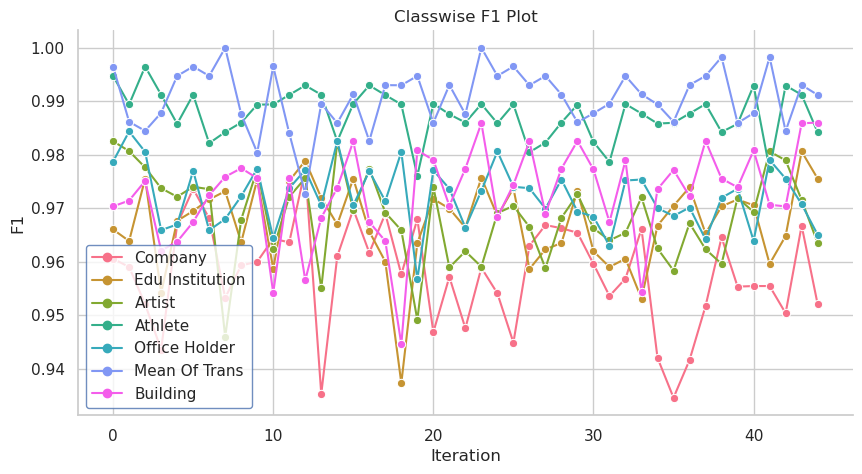 Classwise F1 Plot
F1
1.00
0.99
0.98
0.97
0.96
0.95
0.94
Company
Edu Institution
Artist
Athlete
Office Holder
Mean Of Trans
Building
0 10 20 30 40
Iteration